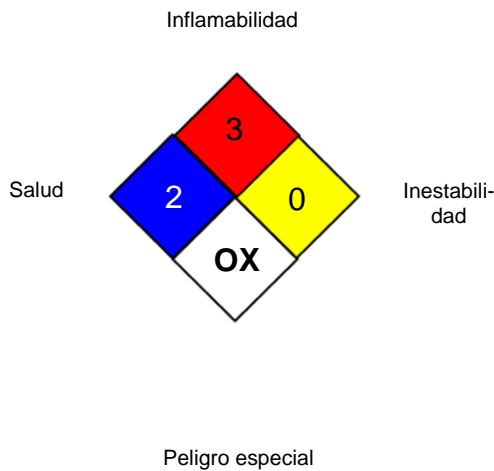 Inflamabilidad
3
Salud
2
0
Inestabili-
dad
OX
Peligro especial